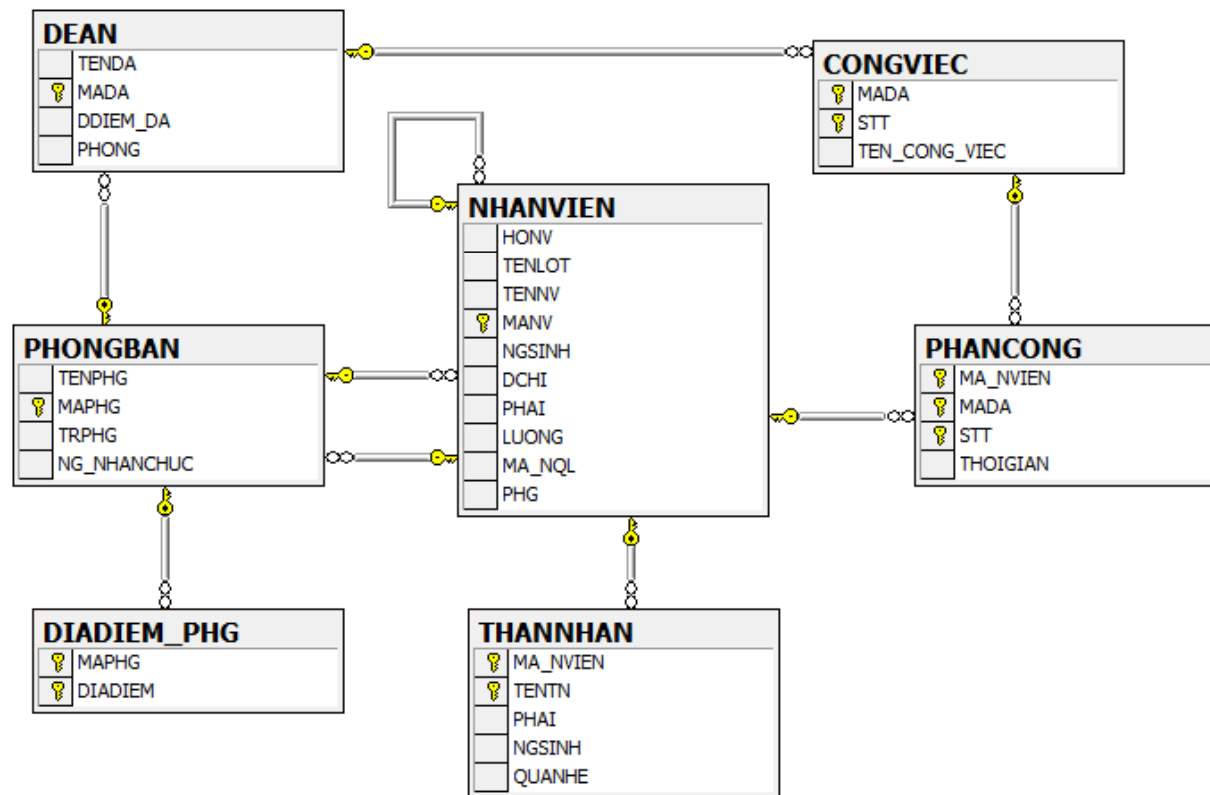 DEAN
TENDA
MADA
DDIEM_DA
PHONG
CONGVIEC
MADA
STT
TEN_CONG_VIEC
NHANVIEN
HONV
TENLOT
TENNV
MANV
NGSINH
DCHI
PHAI
LUONG
MA_NQL
PHG
PHONGBAN
TENPHG
MAPHG
TRPHG
NG_NHANCHUC
PHANCONG
MA_NVIEN
MADA
STT
THOIGIAN
DIADIEM_PHG
MAPHG
DIADIEM
THANNHAN
MA_NVIEN
TENTN
PHAI
NGSINH
QUANHE